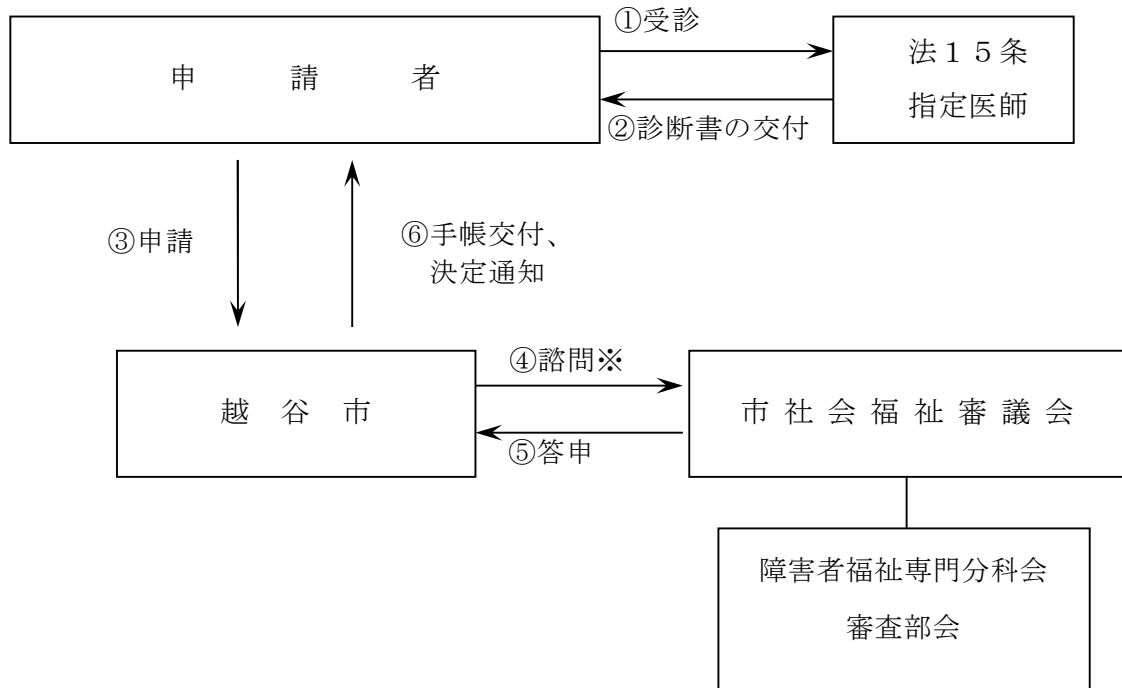 ①受診
申請者
法１５条
指定医師
②診断書の交付
③申請
⑥手帳交付、
決定通知
④諮問※
越谷市
市社会福祉審議会
⑤答申
障害者福祉専門分科会
審査部会